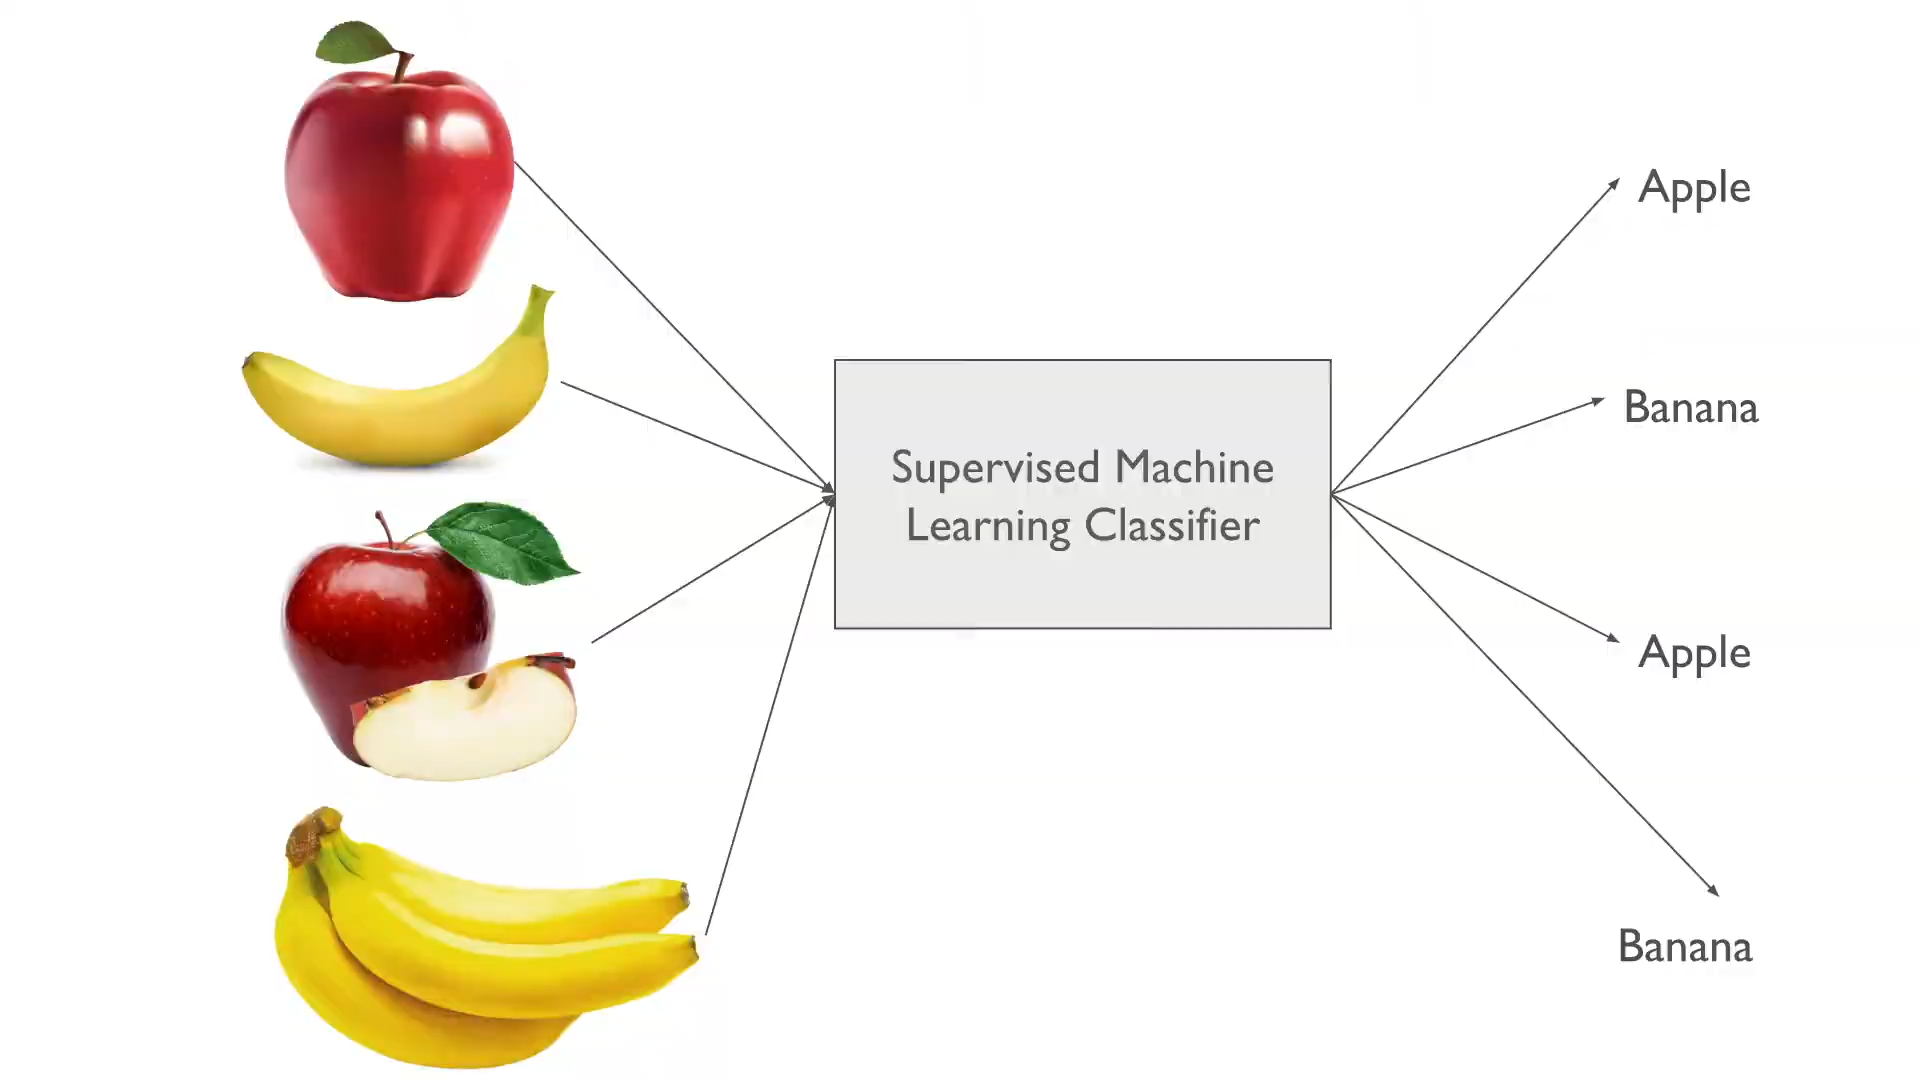 Apple
Banana
Supervised Machine
Learning Classifier
Apple
Banana